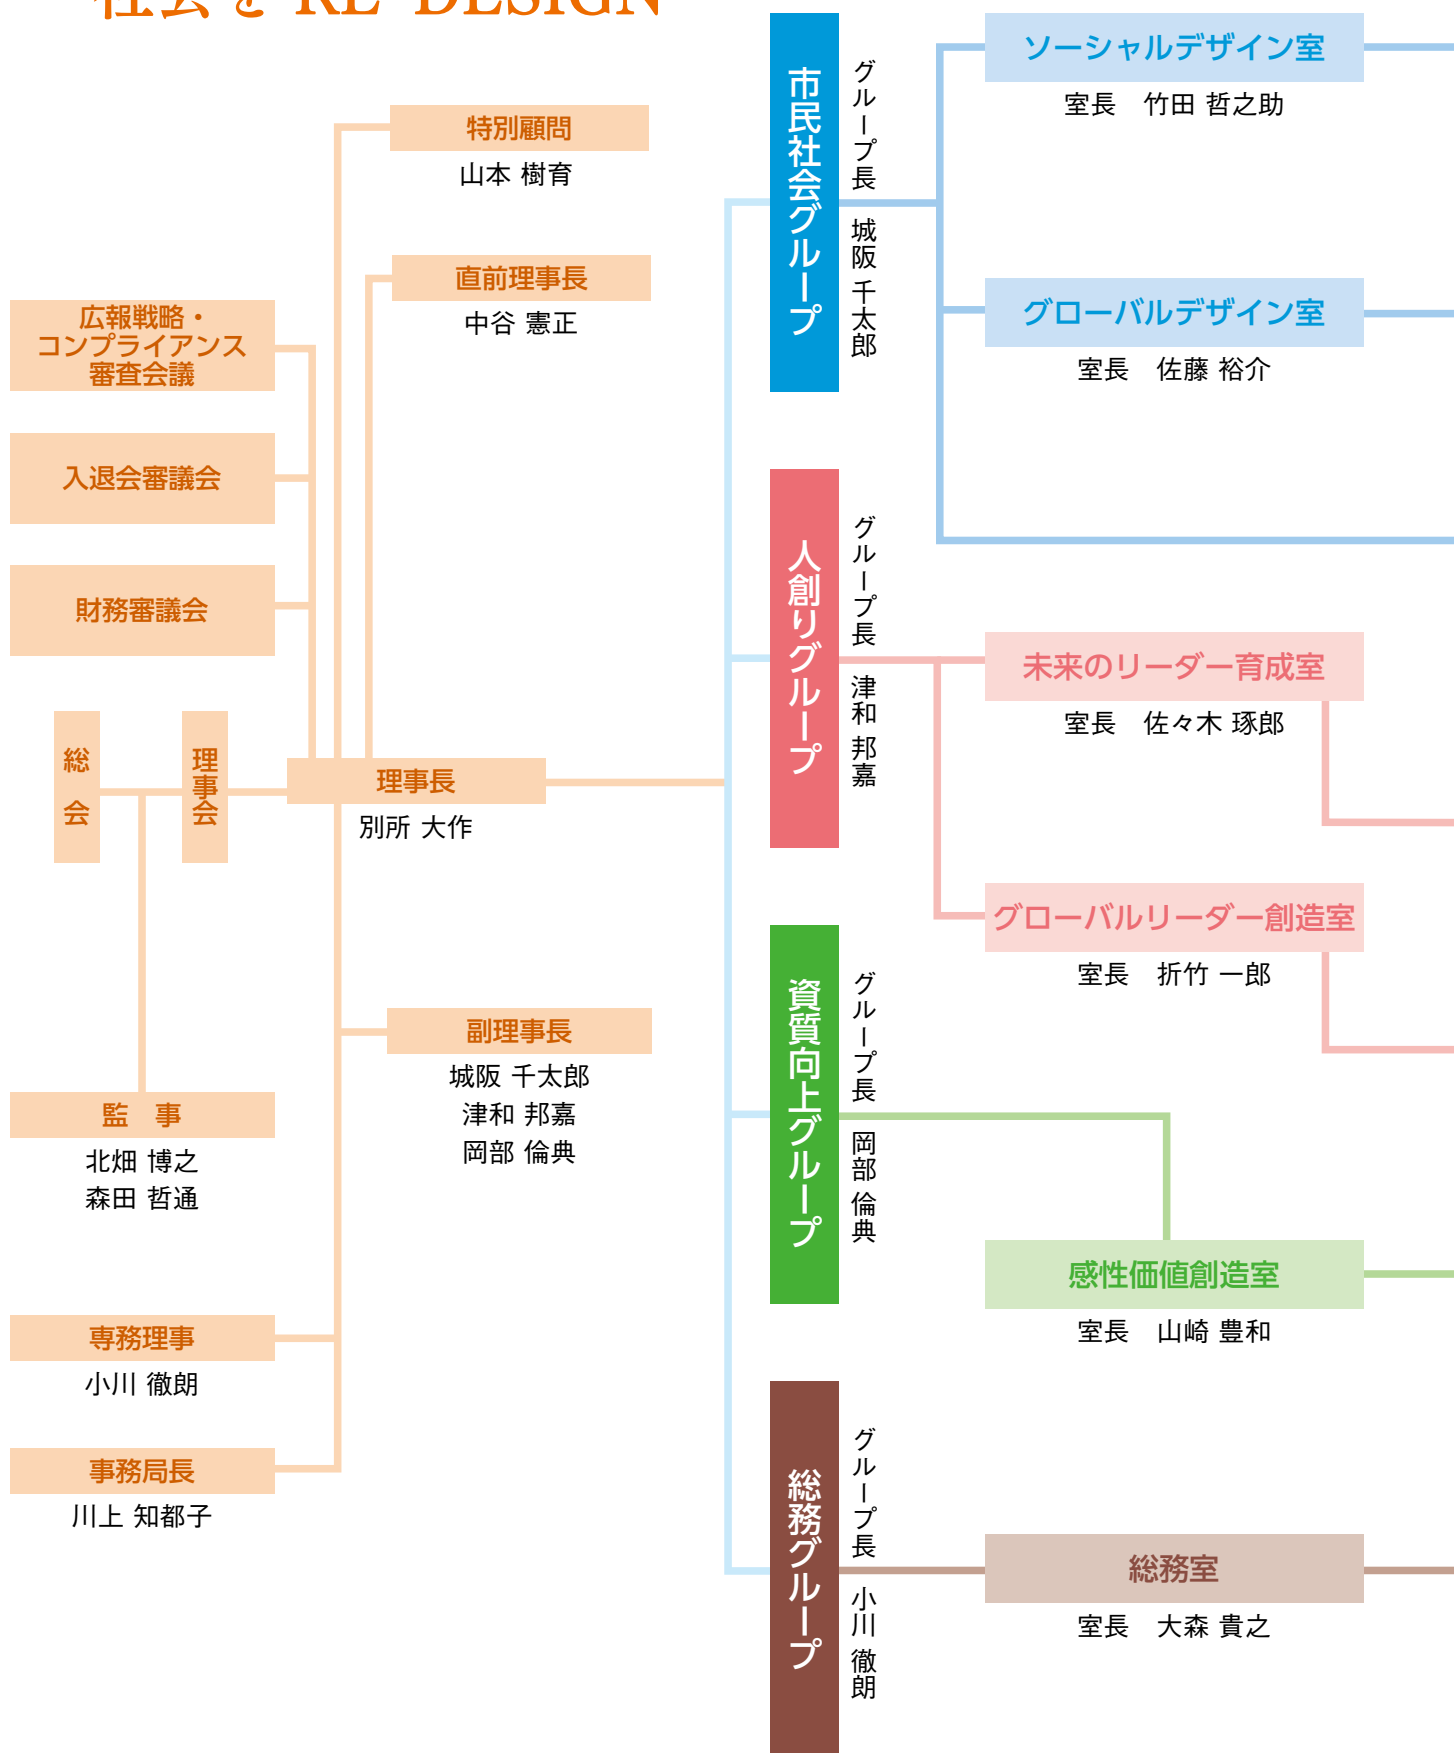 社会を RE-DESIGN
特別顧問
山本 樹育
直前理事長
中谷 憲正
広報戦略・
コンプライアンス
審査会議
入退会審議会
財務審議会
総 会
理事会
理事長
別所 大作
副理事長
城阪 千太郎
津和 邦嘉
岡部 倫典
監 事
北畑 博之
森田 哲通
専務理事
小川 徹朗
事務局長
川上 知都子
市民社会グループ
グループ長 城阪 千太郎
ソーシャルデザイン室
室長 竹田 哲之助
グローバルデザイン室
室長 佐藤 裕介
人創りグループ
グループ長 津和 邦嘉
未来のリーダー育成室
室長 佐々木 琢郎
グローバルリーダー創造室
室長 折竹 一郎
資質向上グループ
グループ長 岡部 倫典
感性価値創造室
室長 山崎 豊和
総務グループ
グループ長 小川 徹朗
総務室
室長 大森 貴之